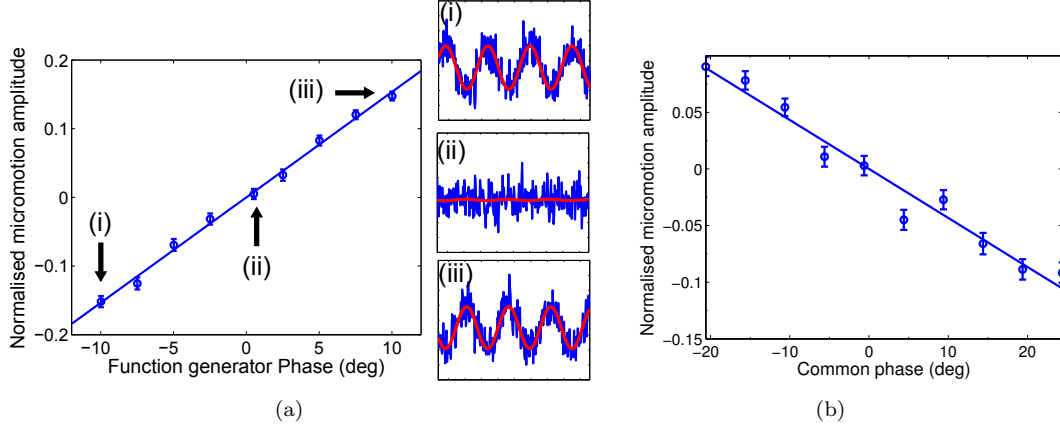 Normalised micromotion amplitude
0.2
0.1
0
−0.1
−0.2
(i)
(ii)
(iii)
−10
−5
0
5
10
Function generator Phase (deg)
(i)
(ii)
(iii)
(a)
Normalised micromotion amplitude
0.05
0
−0.05
−0.1
−0.15
−20
−10
0
10
20
Common phase (deg)
(b)